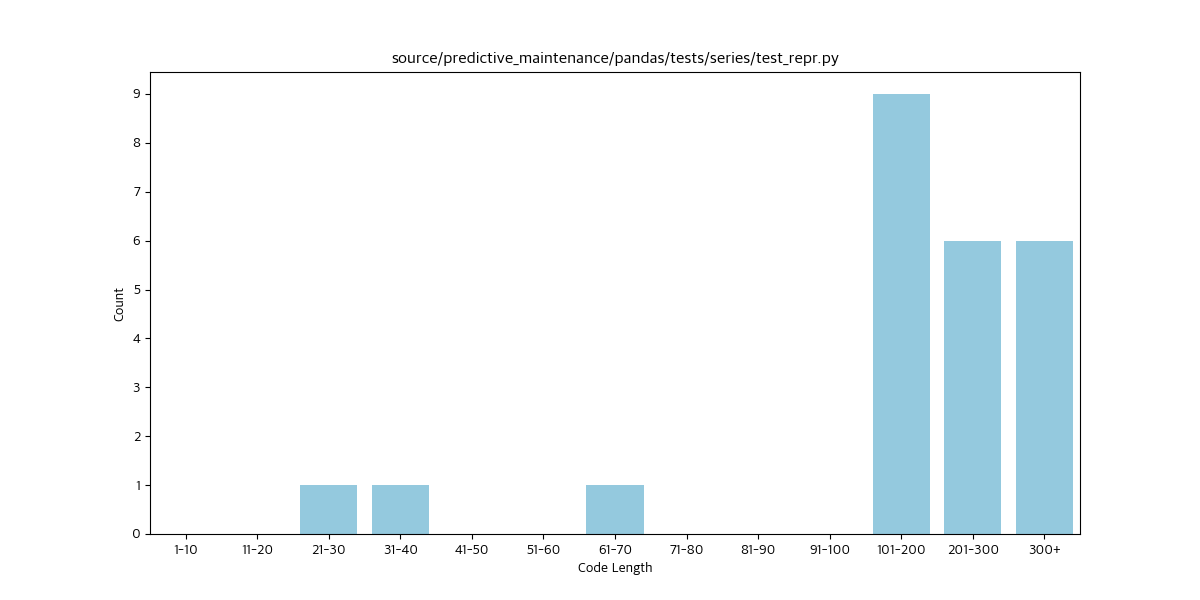 source/predictive_maintenance/pandas/tests/series/test_repr.py
9
8
7
6
5
4
3
2
1
0
Count
1-10 11-20 21-30 31-40 41-50 51-60 61-70 71-80 81-90 91-100 101-200 201-300 300+
Code Length